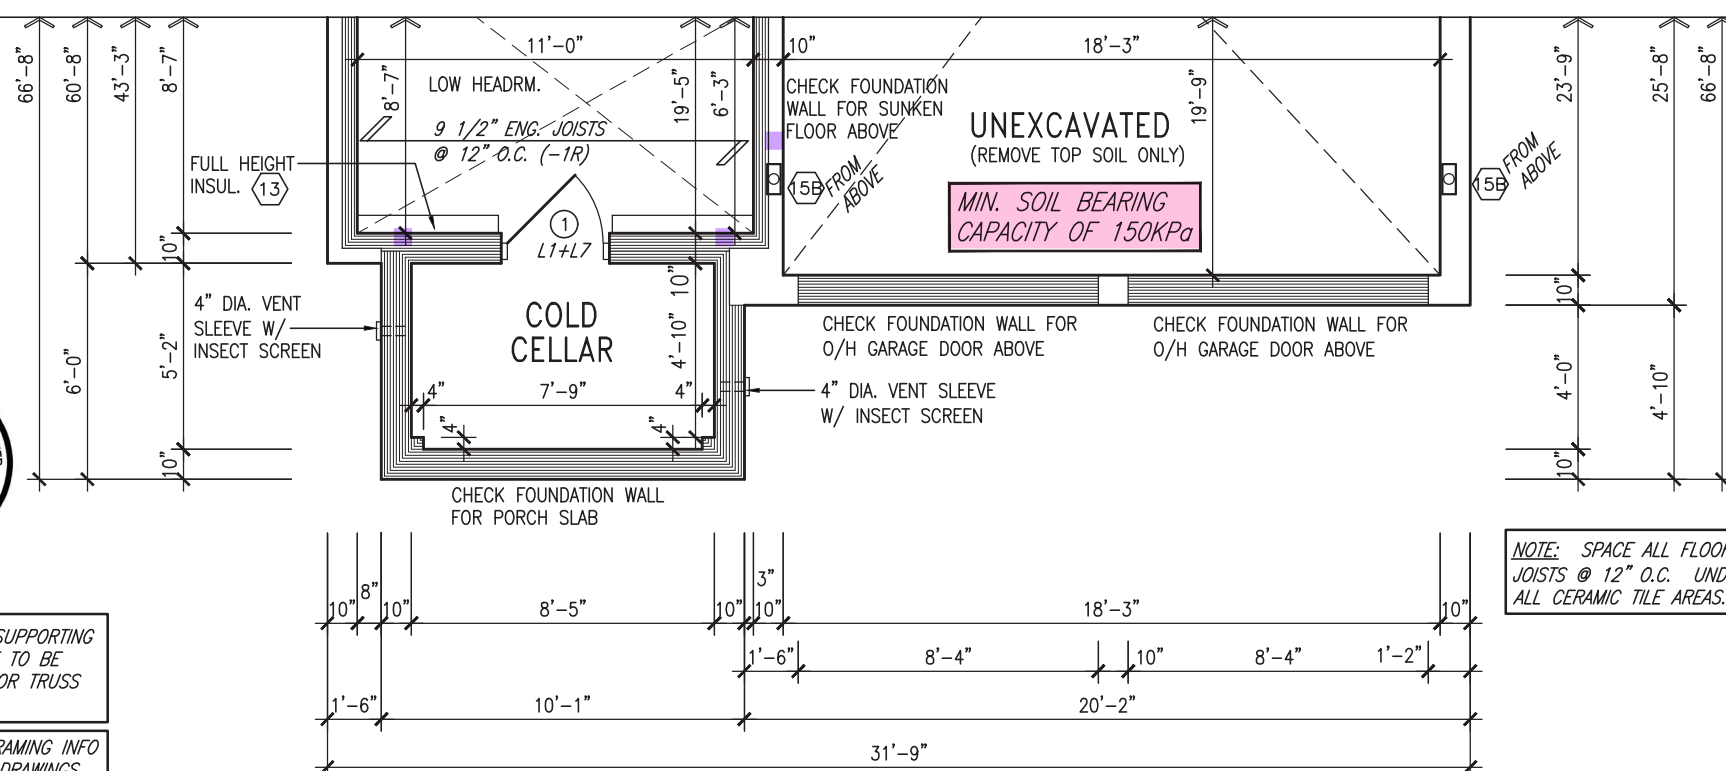 66'-8"
60'-8"
43'-3"
8'-7"
11'-0"
10"
18'-3"
23'-9"
25'-8"
66'-8"
8'-7"
LOW HEADRM.
19'-5"
6'-3"
CHECK FOUNDATION
WALL FOR SUNKEN
FLOOR ABOVE
19'-9"
9 1/2" ENG. JOISTS
@ 12" O.C. (-1R)
UNEXCAVATED
(REMOVE TOP SOIL ONLY)
FULL HEIGHT
INSUL. 13
15B
FROM
ABOVE
15B
FROM
ABOVE
MIN. SOIL BEARING
CAPACITY OF 150KPa
1
L1+L7
10"
10"
10"
4" DIA. VENT
SLEEVE W/
INSECT SCREEN
COLD
CELLAR
CHECK FOUNDATION WALL FOR
O/H GARAGE DOOR ABOVE
CHECK FOUNDATION WALL FOR
O/H GARAGE DOOR ABOVE
6'-0"
5'-2"
4'-10"
4'-0"
4'-10"
4"
7'-9"
4"
4" DIA. VENT SLEEVE
W/ INSECT SCREEN
4"
4"
10"
10"
CHECK FOUNDATION WALL
FOR PORCH SLAB
NOTE: SPACE ALL FLOOR
JOISTS @ 12" O.C. UND
ALL CERAMIC TILE AREAS.
10"
8"
10"
8'-5"
10"
3"
10"
18'-3"
10"
1'-6"
8'-4"
10"
8'-4"
1'-2"
1'-6"
10'-1"
20'-2"
31'-9"
SUPPORTING
TO BE
OR TRUSS
RAMING INFO
DRAWINGS